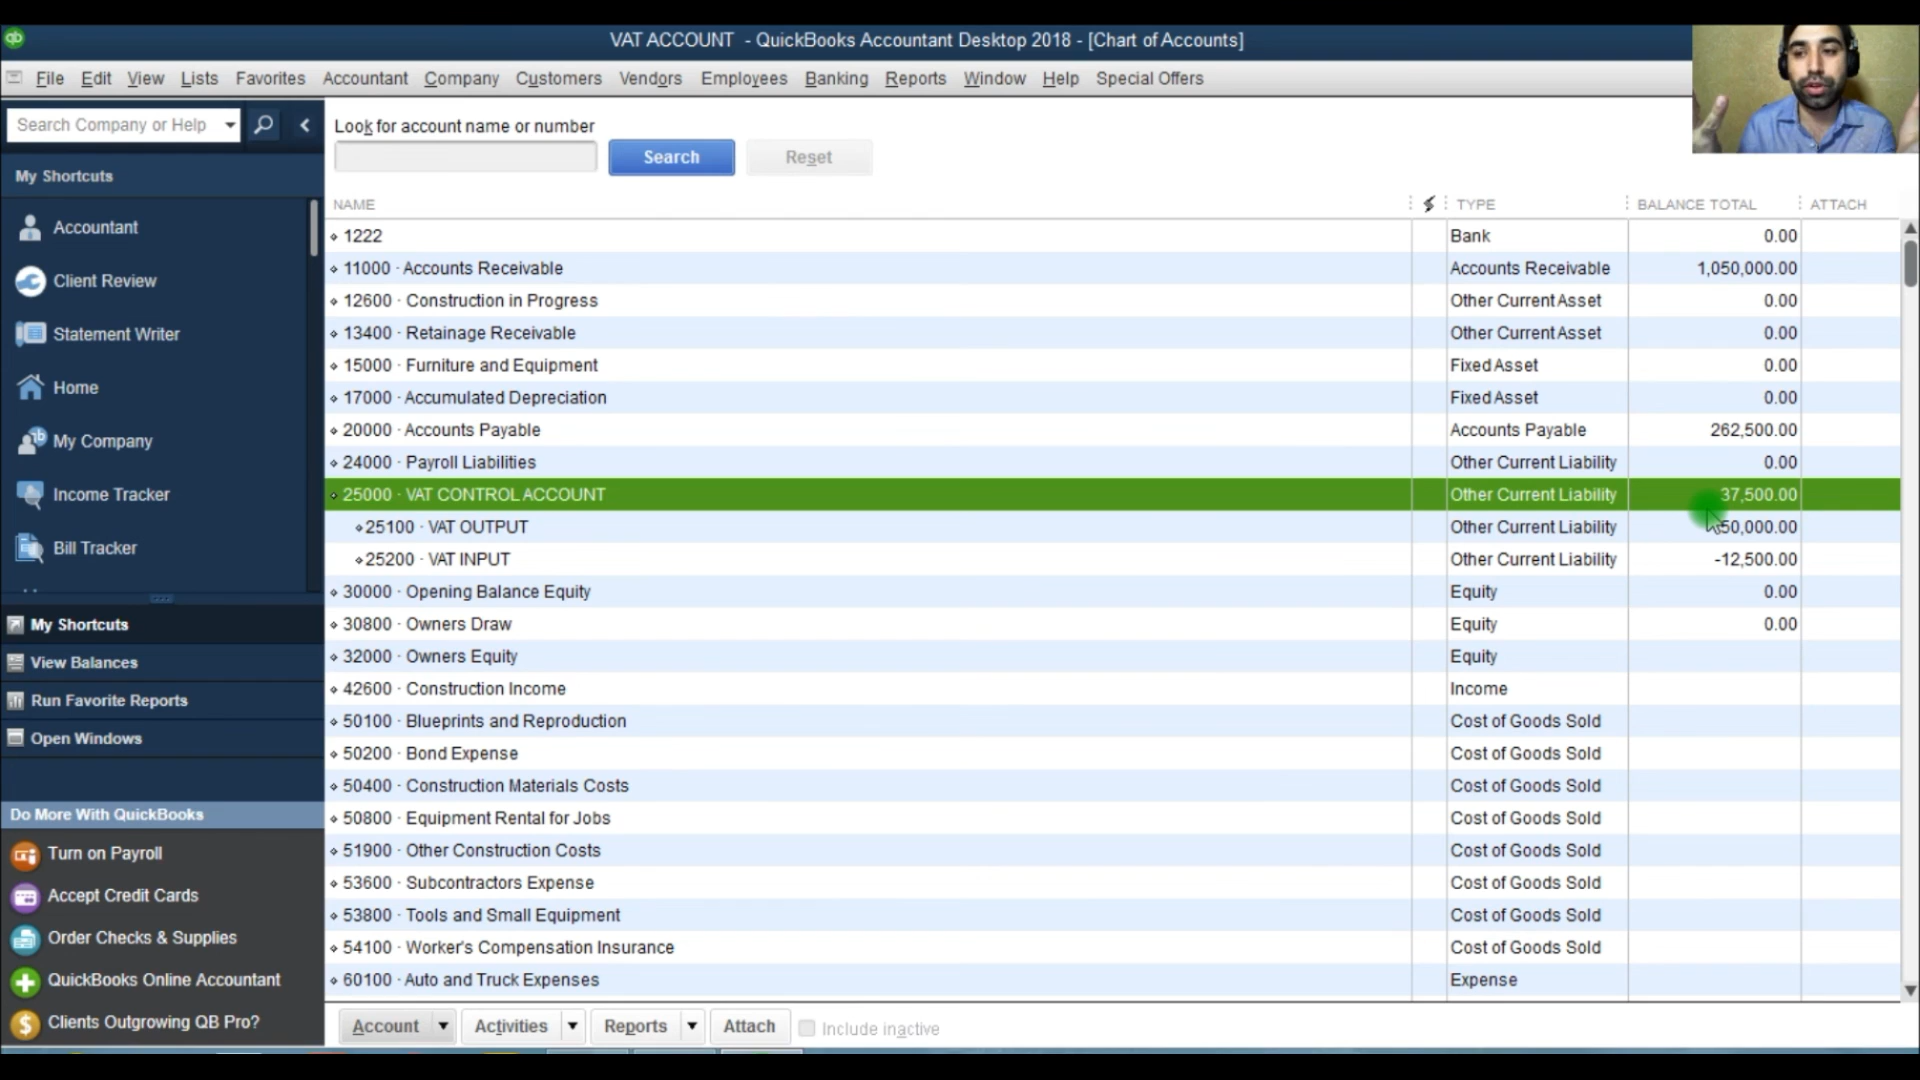 VAT ACCOUNT - QuickBooks Accountant Desktop 2018 - [Chart of Accounts]
File Edit View Lists Favorites Accountant Company Customers Vendors Employees Banking Reports Window Help Special Offers
Search Company or Help
My Shortcuts
Accountant
Client Review
Statement Writer
Home
My Company
Income Tracker
Bill Tracker
My Shortcuts
View Balances
Run Favorite Reports
Open Windows
Do More With QuickBooks
Turn on Payroll
Accept Credit Cards
Order Checks & Supplies
QuickBooks Online Accountant
Clients Outgrowing QB Pro?
Look for account name or number
Search Reset
NAME TYPE BALANCE TOTAL ATTACH
1222 Bank 0.00
11000 · Accounts Receivable Accounts Receivable 1,050,000.00
12600 · Construction in Progress Other Current Asset 0.00
13400 · Retainage Receivable Other Current Asset 0.00
15000 · Furniture and Equipment Fixed Asset 0.00
17000 · Accumulated Depreciation Fixed Asset 0.00
20000 · Accounts Payable Accounts Payable 262,500.00
24000 · Payroll Liabilities Other Current Liability 0.00
25000 · VAT CONTROL ACCOUNT Other Current Liability 37,500.00
25100 · VAT OUTPUT Other Current Liability 50,000.00
25200 · VAT INPUT Other Current Liability -12,500.00
30000 · Opening Balance Equity Equity 0.00
30800 · Owners Draw Equity 0.00
32000 · Owners Equity Equity
42600 · Construction Income Income
50100 · Blueprints and Reproduction Cost of Goods Sold
50200 · Bond Expense Cost of Goods Sold
50400 · Construction Materials Costs Cost of Goods Sold
50800 · Equipment Rental for Jobs Cost of Goods Sold
51900 · Other Construction Costs Cost of Goods Sold
53600 · Subcontractors Expense Cost of Goods Sold
53800 · Tools and Small Equipment Cost of Goods Sold
54100 · Worker's Compensation Insurance Cost of Goods Sold
60100 · Auto and Truck Expenses Expense
Account Activities Reports Attach Include inactive